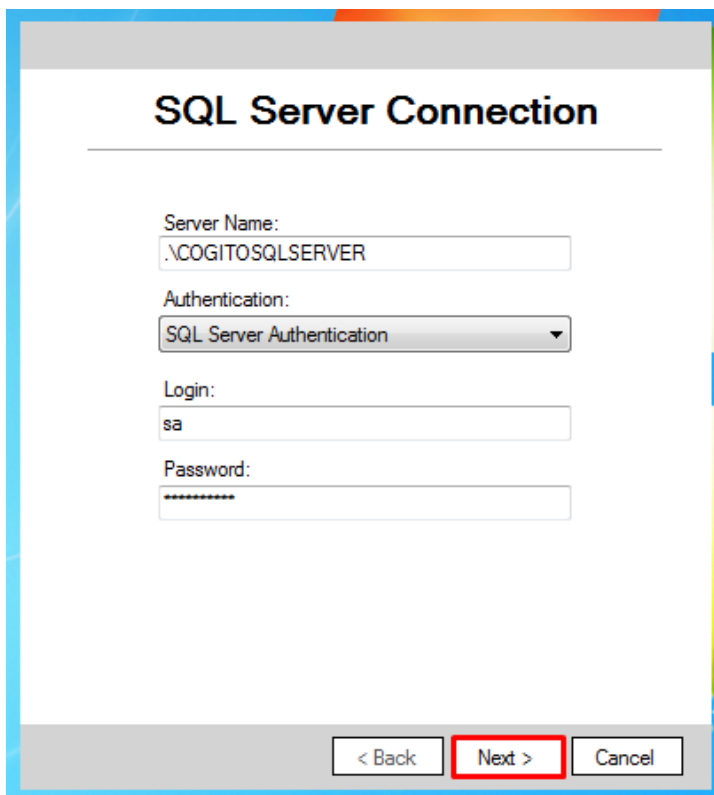 SQL Server Connection
Server Name:
.\COGITOSQLSERVER
Authentication:
SQL Server Authentication
Login:
sa
Password:
**********
< Back Next > Cancel